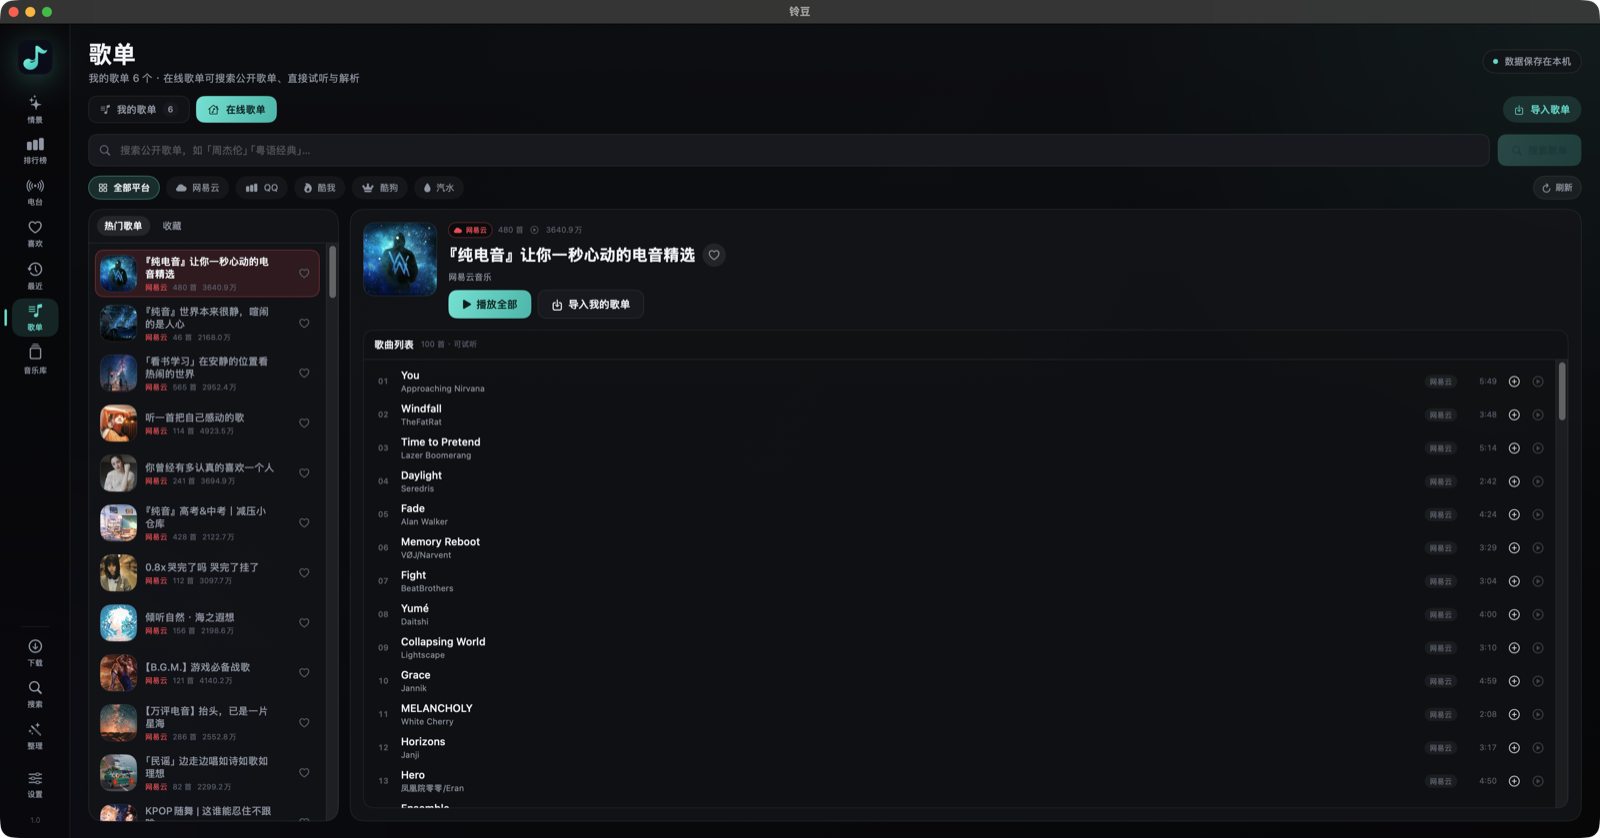 铃豆
歌单
我的歌单 6 个 · 在线歌单可搜索公开歌单、直接试听与解析
数据保存在本机
我的歌单 6
在线歌单
导入歌单
搜索公开歌单，如「周杰伦」「粤语经典」...
搜索歌单
全部平台
网易云
QQ
酷我
酷狗
汽水
刷新
情景
排行榜
电台
喜欢
最近
歌单
音乐库
下载
搜索
整理
设置
1.0
热门歌单
收藏
『纯电音』让你一秒心动的电
音精选
网易云 480 首 3640.9万
『纯音』世界本来很静，喧闹
的是人心
网易云 46 首 2168.0万
「看书学习」在安静的位置看
热闹的世界
网易云 565 首 2952.4万
听一首把自己感动的歌
网易云 114 首 4923.5万
你曾经有多认真的喜欢一个人
网易云 241 首 3694.9万
『纯音』高考&中考丨减压小
仓库
网易云 428 首 2122.7万
0.8x哭完了吗 哭完了挂了
网易云 112 首 3097.7万
倾听自然 · 海之遐想
网易云 156 首 2198.6万
【B.G.M.】游戏必备战歌
网易云 121 首 4140.2万
【万评电音】抬头，已是一片
星海
网易云 286 首 2552.8万
「民谣」边走边唱如诗如歌如
理想
网易云 82 首 2299.2万
KPOP随舞 | 这谁能忍住不跟
网易云 480 首 3640.9万
『纯电音』让你一秒心动的电音精选
网易云音乐
播放全部
导入我的歌单
歌曲列表 100 首 · 可试听
01 You 网易云 5:49
Approaching Nirvana
02 Windfall 网易云 3:48
TheFatRat
03 Time to Pretend 网易云 5:14
Lazer Boomerang
04 Daylight 网易云 2:42
Seredris
05 Fade 网易云 4:24
Alan Walker
06 Memory Reboot 网易云 3:29
VØJ/Narvent
07 Fight 网易云 3:04
BeatBrothers
08 Yumé 网易云 4:00
Daitshi
09 Collapsing World 网易云 3:10
Lightscape
10 Grace 网易云 4:59
Jannik
11 MELANCHOLY 网易云 2:08
White Cherry
12 Horizons 网易云 3:17
Janji
13 Hero 网易云 4:50
凤凰院零零/Eran
Ensemble